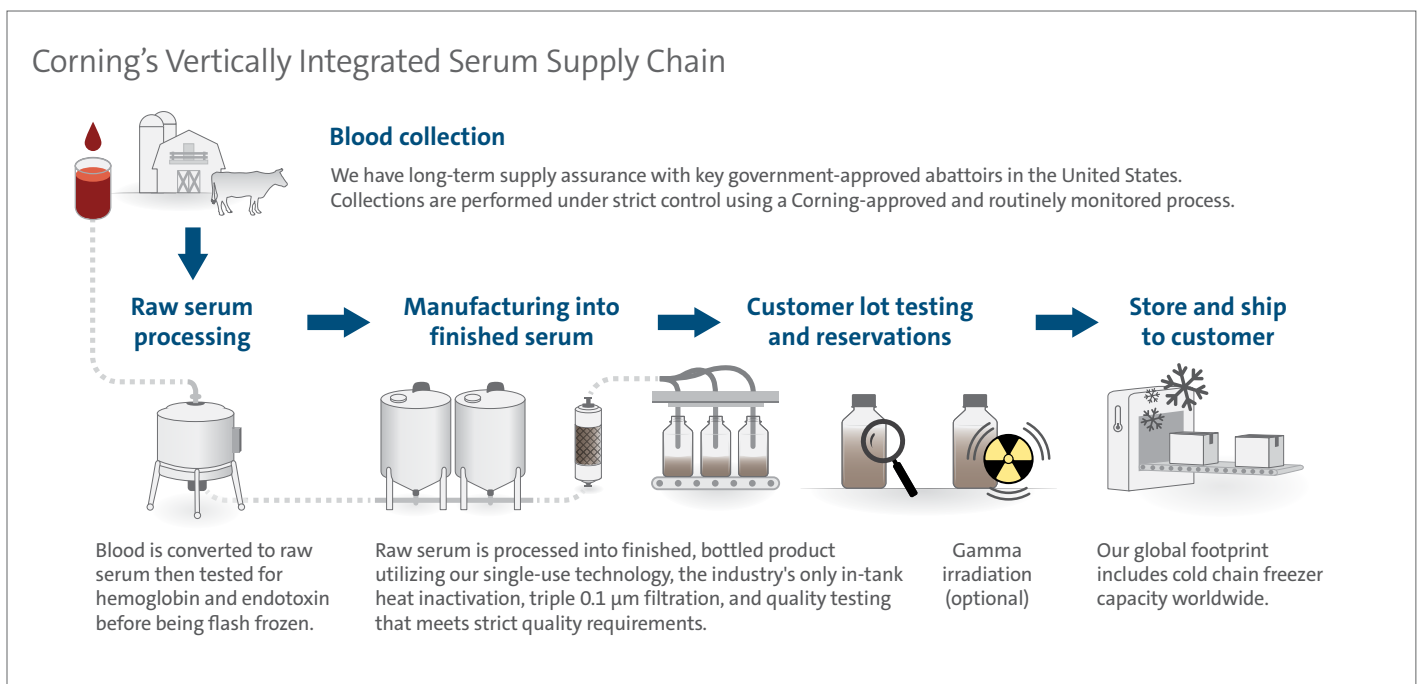 Corning’s Vertically Integrated Serum Supply Chain
Blood collection
We have long-term supply assurance with key government-approved abattoirs in the United States.
Collections are performed under strict control using a Corning-approved and routinely monitored process.
Raw serum
processing
Manufacturing into
finished serum
Customer lot testing
and reservations
Store and ship
to customer
Blood is converted to raw
serum then tested for
hemoglobin and endotoxin
before being flash frozen.
Raw serum is processed into finished, bottled product
utilizing our single-use technology, the industry's only in-tank
heat inactivation, triple 0.1 µm filtration, and quality testing
that meets strict quality requirements.
Gamma
irradiation
(optional)
Our global footprint
includes cold chain freezer
capacity worldwide.